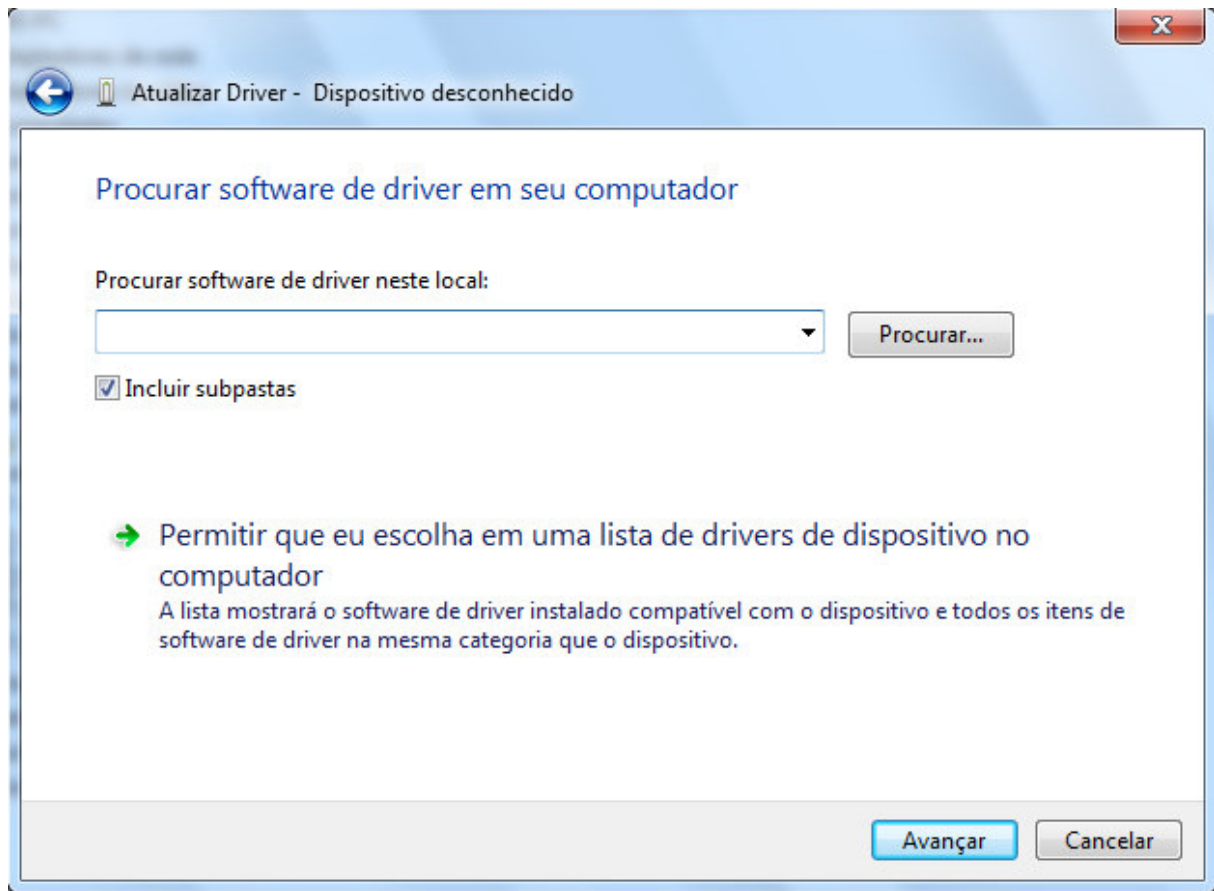 Atualizar Driver - Dispositivo desconhecido
Procurar software de driver em seu computador
Procurar software de driver neste local:
Procurar...
Incluir subpastas
Permitir que eu escolha em uma lista de drivers de dispositivo no
computador
A lista mostrará o software de driver instalado compatível com o dispositivo e todos os itens de
software de driver na mesma categoria que o dispositivo.
Avançar
Cancelar